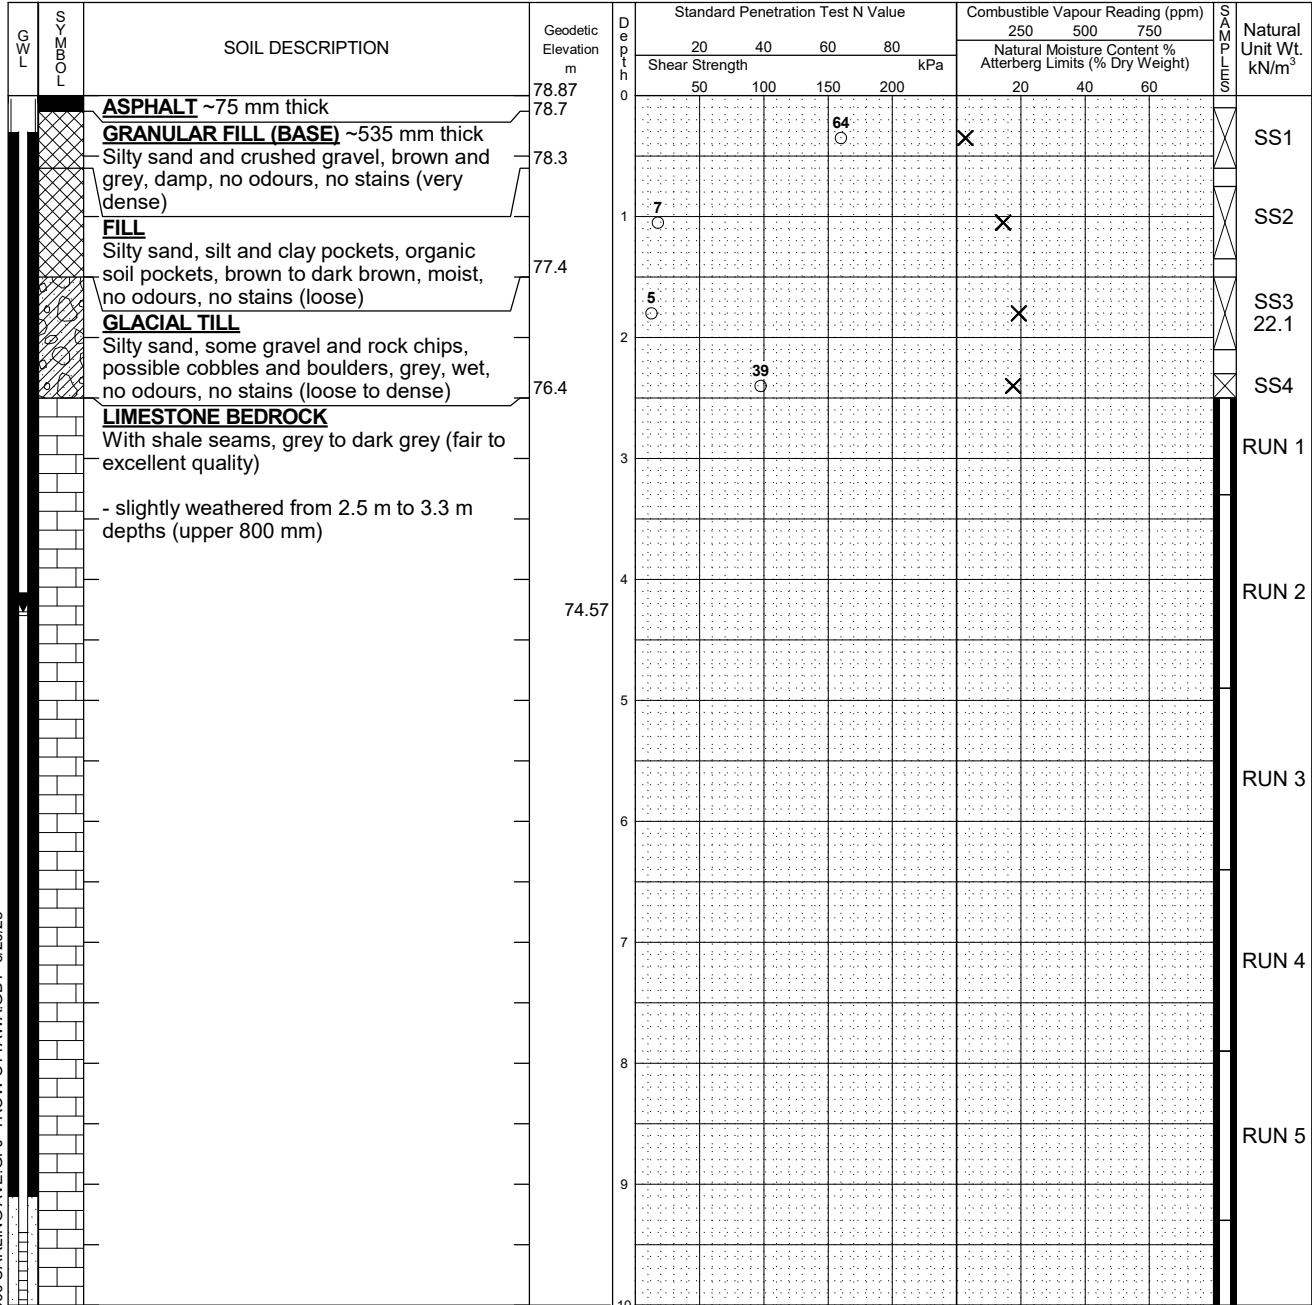 GWL
SYMBOL
SOIL DESCRIPTION
Geodetic
Elevation
m
Depth
Standard Penetration Test N Value
20 40 60 80
Shear Strength kPa
50 100 150 200
Combustible Vapour Reading (ppm)
250 500 750
Natural Moisture Content %
Atterberg Limits (% Dry Weight)
20 40 60
SAMPLES
Natural
Unit Wt.
kN/m³
78.87
0
ASPHALT ~75 mm thick
78.7
GRANULAR FILL (BASE) ~535 mm thick
Silty sand and crushed gravel, brown and
grey, damp, no odours, no stains (very
dense)
78.3
64
SS1
FILL
Silty sand, silt and clay pockets, organic
soil pockets, brown to dark brown, moist,
no odours, no stains (loose)
77.4
7
1
SS2
GLACIAL TILL
Silty sand, some gravel and rock chips,
possible cobbles and boulders, grey, wet,
no odours, no stains (loose to dense)
76.4
5
SS3
22.1
2
39
SS4
LIMESTONE BEDROCK
With shale seams, grey to dark grey (fair to
excellent quality)
- slightly weathered from 2.5 m to 3.3 m
depths (upper 800 mm)
RUN 1
3
4
RUN 2
74.57
5
RUN 3
6
7
RUN 4
8
RUN 5
9
10